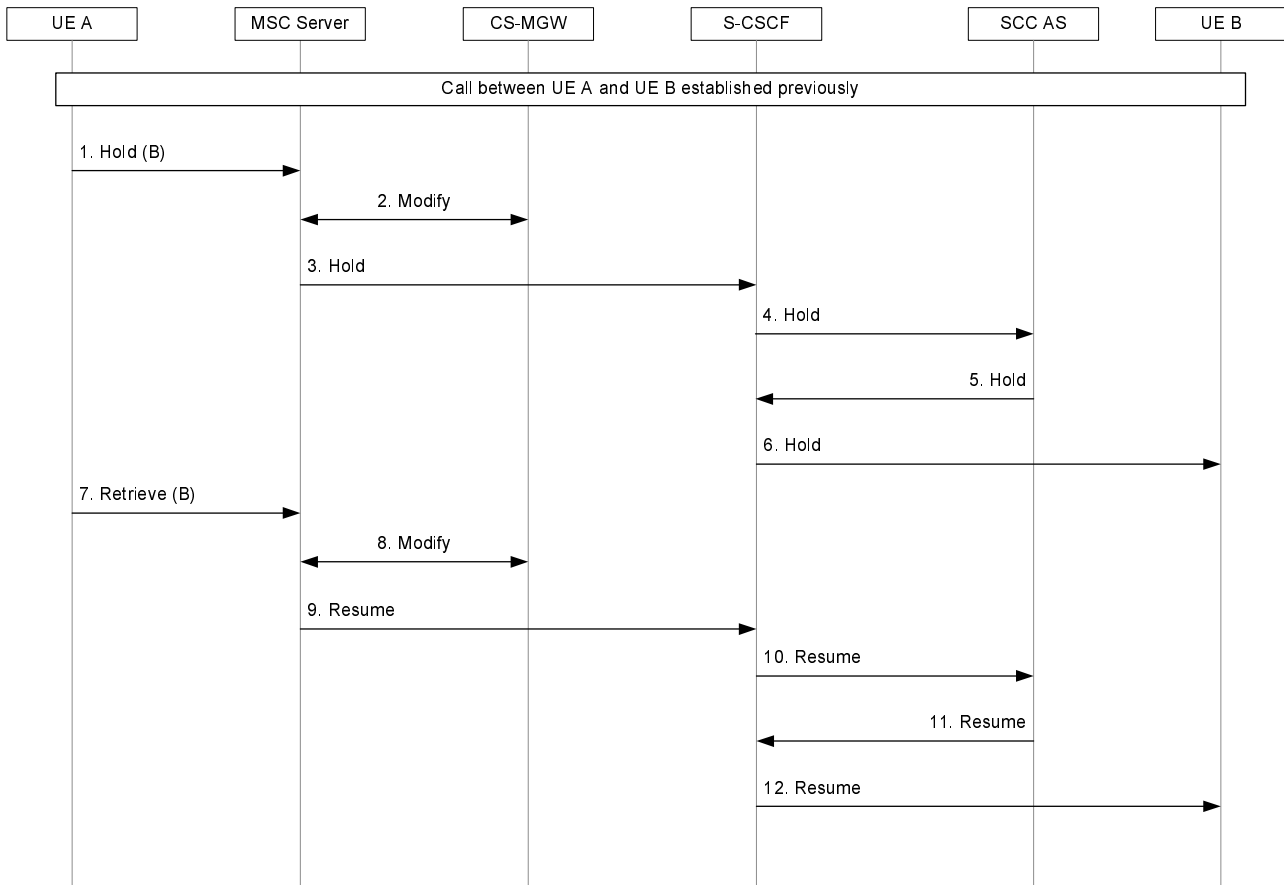 UE A
MSC Server
CS-MGW
S-CSCF
SCC AS
UE B
Call between UE A and UE B established previously
1. Hold (B)
2. Modify
3. Hold
4. Hold
5. Hold
6. Hold
7. Retrieve (B)
8. Modify
9. Resume
10. Resume
11. Resume
12. Resume